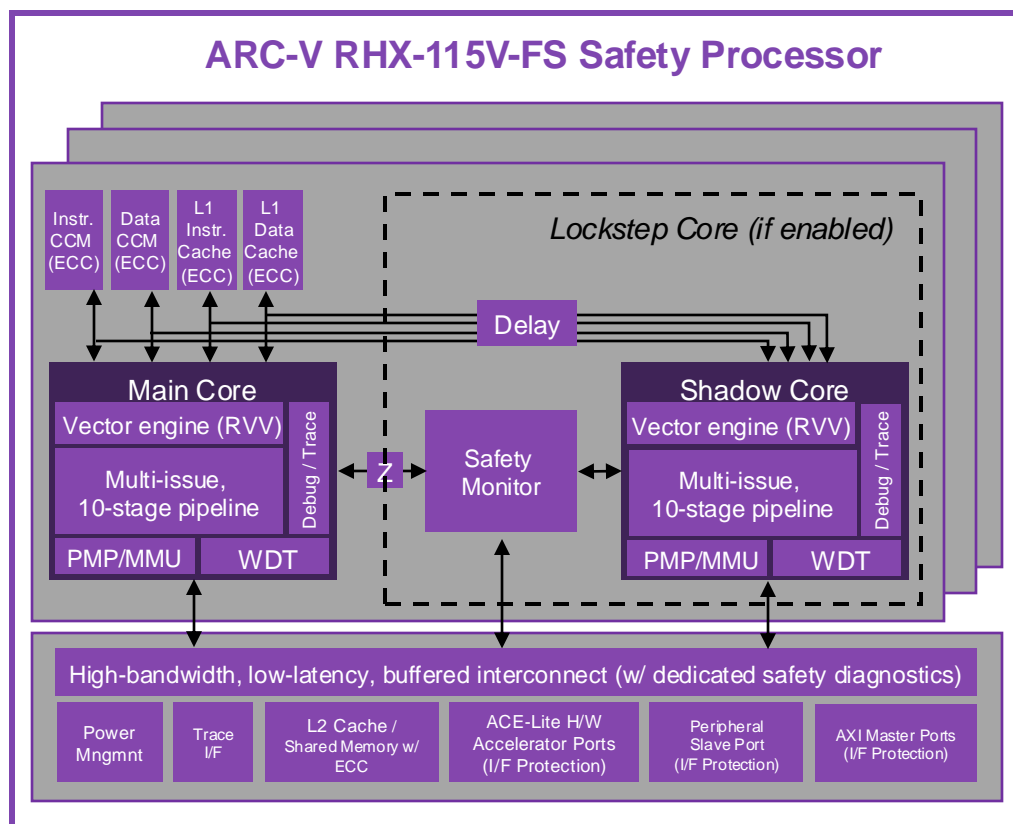 ARC-V RHX-115V-FS Safety Processor
Instr.
CCM
(ECC)
Data
CCM
(ECC)
L1
Instr.
Cache
(ECC)
L1
Data
Cache
(ECC)
Lockstep Core (if enabled)
Delay
Main Core
Vector engine (RVV)
Multi-issue,
10-stage pipeline
Debug / Trace
PMP/MMU
WDT
Z
Safety
Monitor
Shadow Core
Vector engine (RVV)
Multi-issue,
10-stage pipeline
Debug / Trace
PMP/MMU
WDT
High-bandwidth, low-latency, buffered interconnect (w/ dedicated safety diagnostics)
Power
Mngmnt
Trace
I/F
L2 Cache /
Shared Memory w/
ECC
ACE-Lite H/W
Accelerator Ports
(I/F Protection)
Peripheral
Slave Port
(I/F Protection)
AXI Master Ports
(I/F Protection)